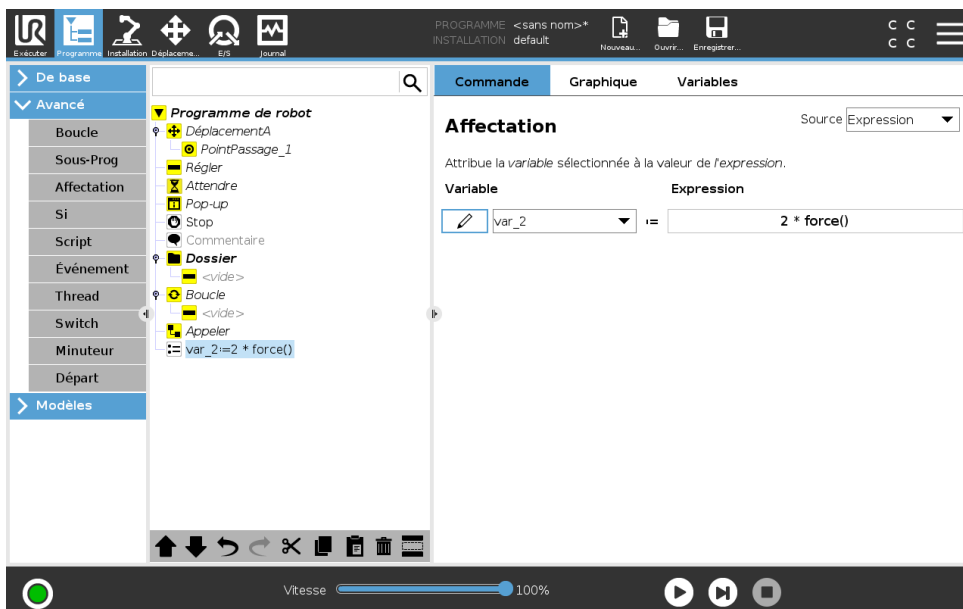 UR
Exécuter
Programme
Installation
Déplaceme...
E/S
Journal
PROGRAMME <sans nom>*
INSTALLATION default
Nouveau...
Ouvrir...
Enregistrer...
C C
C C
De base
Avancé
Boucle
Sous-Prog
Affectation
Si
Script
Événement
Thread
Switch
Minuteur
Départ
Modèles
Programme de robot
DéplacementA
PointPassage_1
Régler
Attendre
Pop-up
Stop
Commentaire
Dossier
<vide>
Boucle
<vide>
Appeler
var_2:=2 * force()
Commande
Graphique
Variables
Affectation
Source Expression
Attribue la variable sélectionnée à la valeur de l'expression.
Variable
Expression
var_2
:=
2 * force()
Vitesse
100%